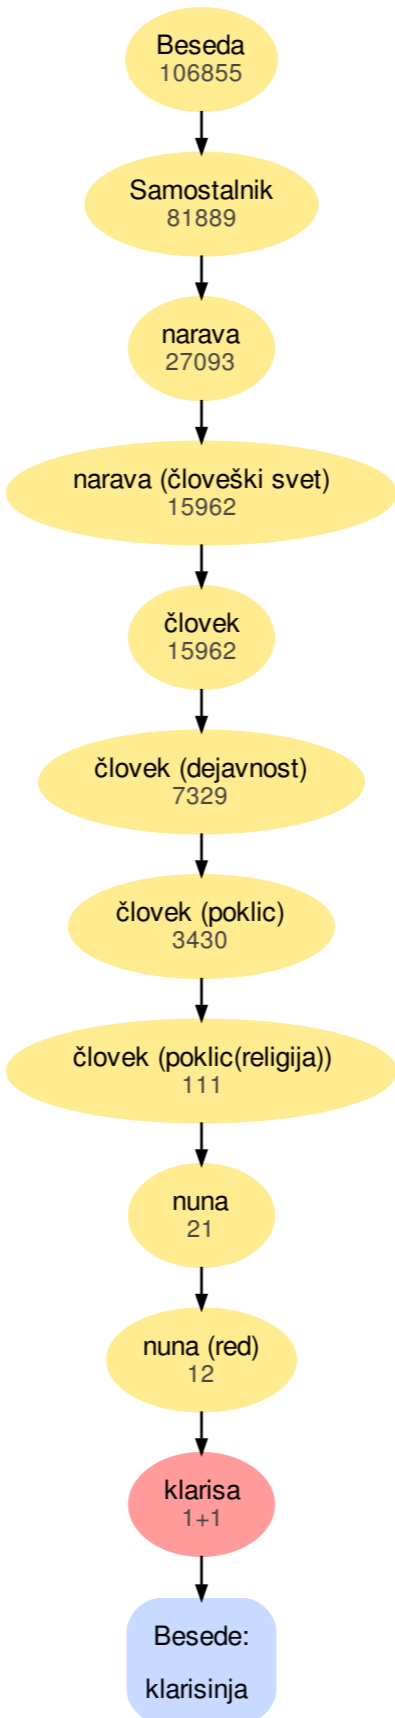 Beseda
106855
Samostalnik
81889
narava
27093
narava (človeški svet)
15962
človek
15962
človek (dejavnost)
7329
človek (poklic)
3430
človek (poklic(religija))
111
nuna
21
nuna (red)
12
klarisa
1+1
Besede:
klarisinja